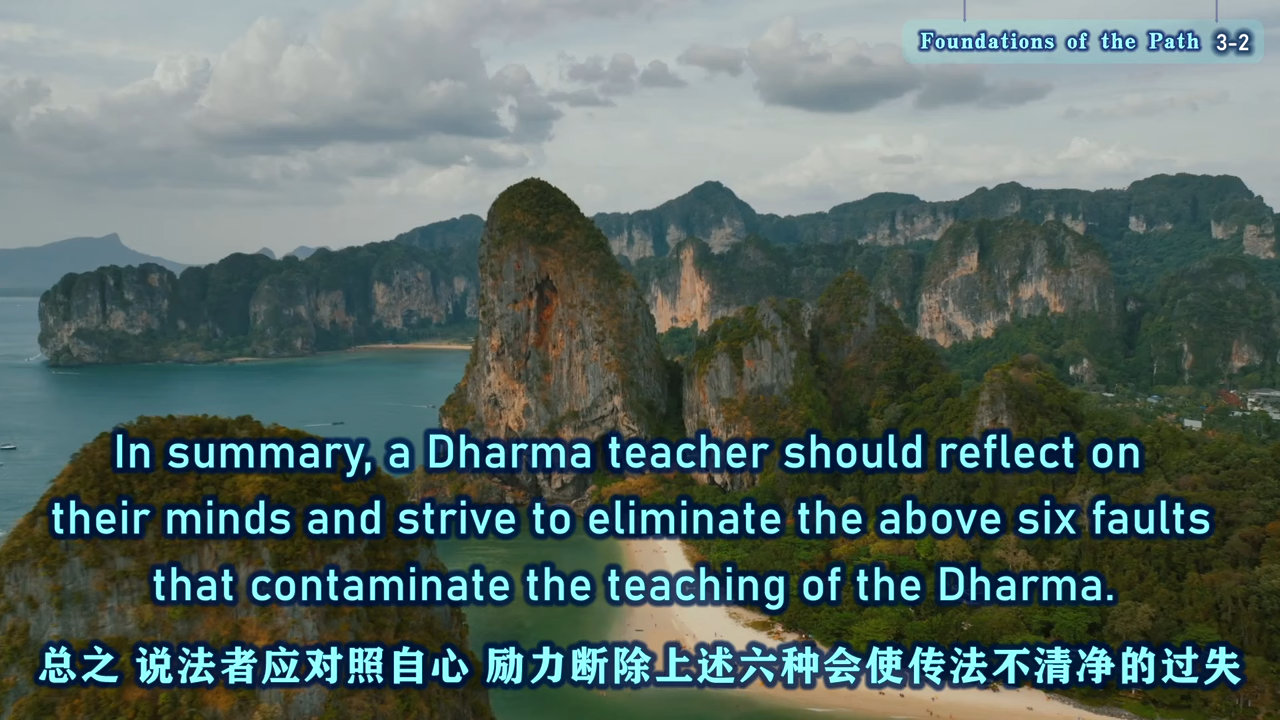 Foundations of the Path 3-2
In summary, a Dharma teacher should reflect on
their minds and strive to eliminate the above six faults
that contaminate the teaching of the Dharma.
总之 说法者应对照自心 励力断除上述六种会使传法不清净的过失